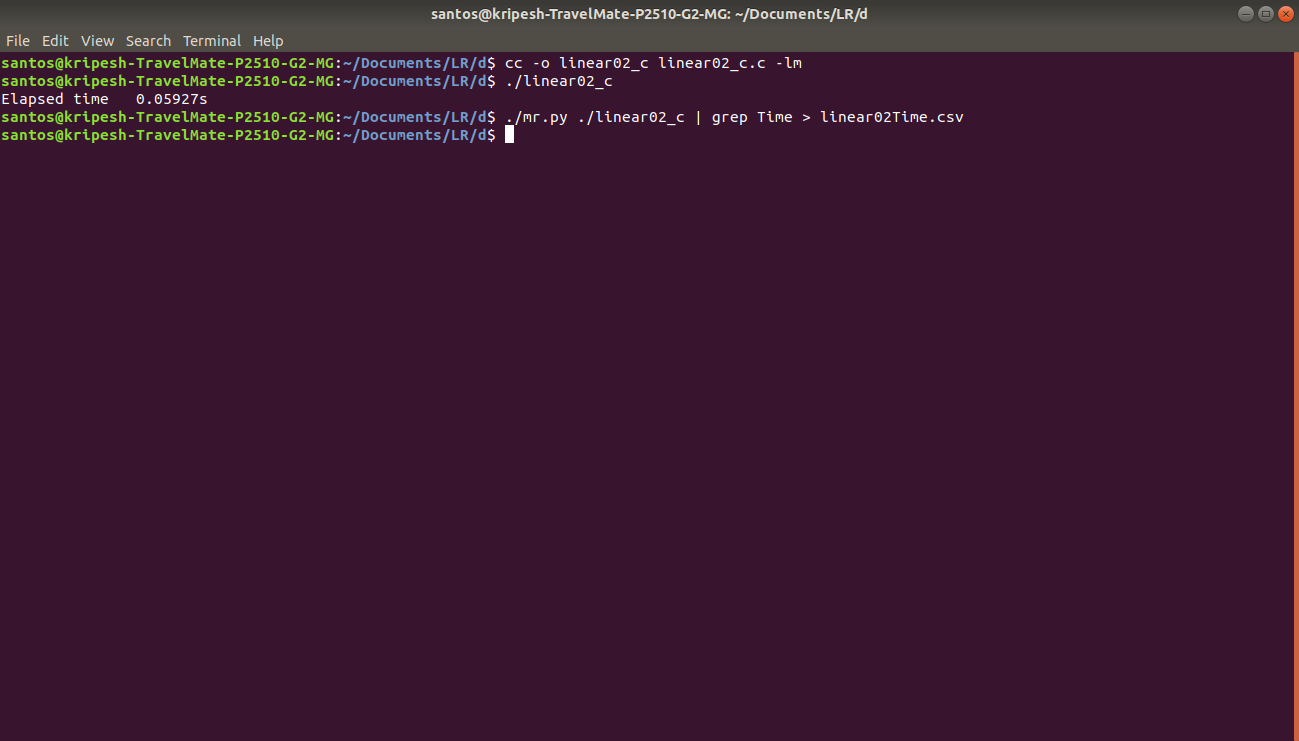 santos@kripesh-TravelMate-P2510-G2-MG: ~/Documents/LR/d
File Edit View Search Terminal Help
santos@kripesh-TravelMate-P2510-G2-MG:~/Documents/LR/d$ cc -o linear02_c linear02_c.c -lm
santos@kripesh-TravelMate-P2510-G2-MG:~/Documents/LR/d$ ./linear02_c
Elapsed time   0.05927s
santos@kripesh-TravelMate-P2510-G2-MG:~/Documents/LR/d$ ./mr.py ./linear02_c | grep Time > linear02Time.csv
santos@kripesh-TravelMate-P2510-G2-MG:~/Documents/LR/d$